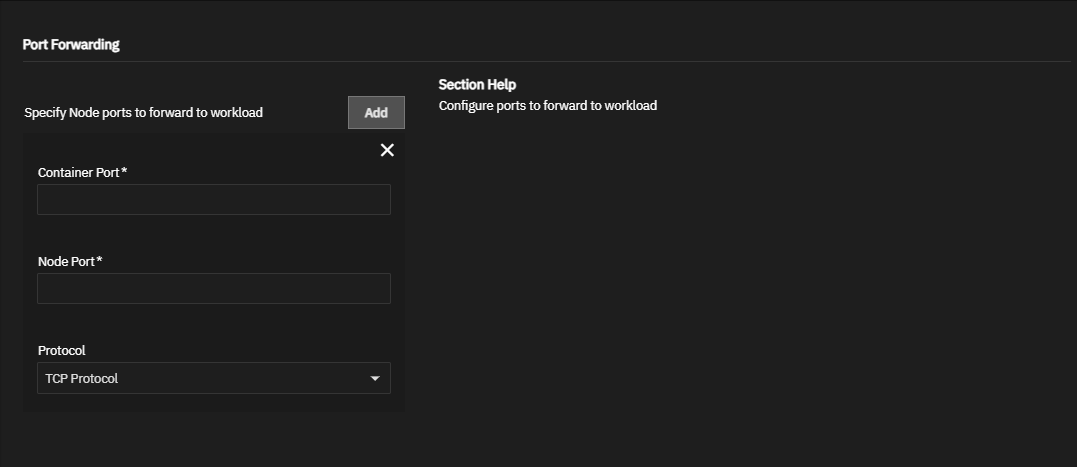 Port Forwarding
Specify Node ports to forward to workload
Add
Container Port*
Node Port*
Protocol
TCP Protocol
Section Help
Configure ports to forward to workload